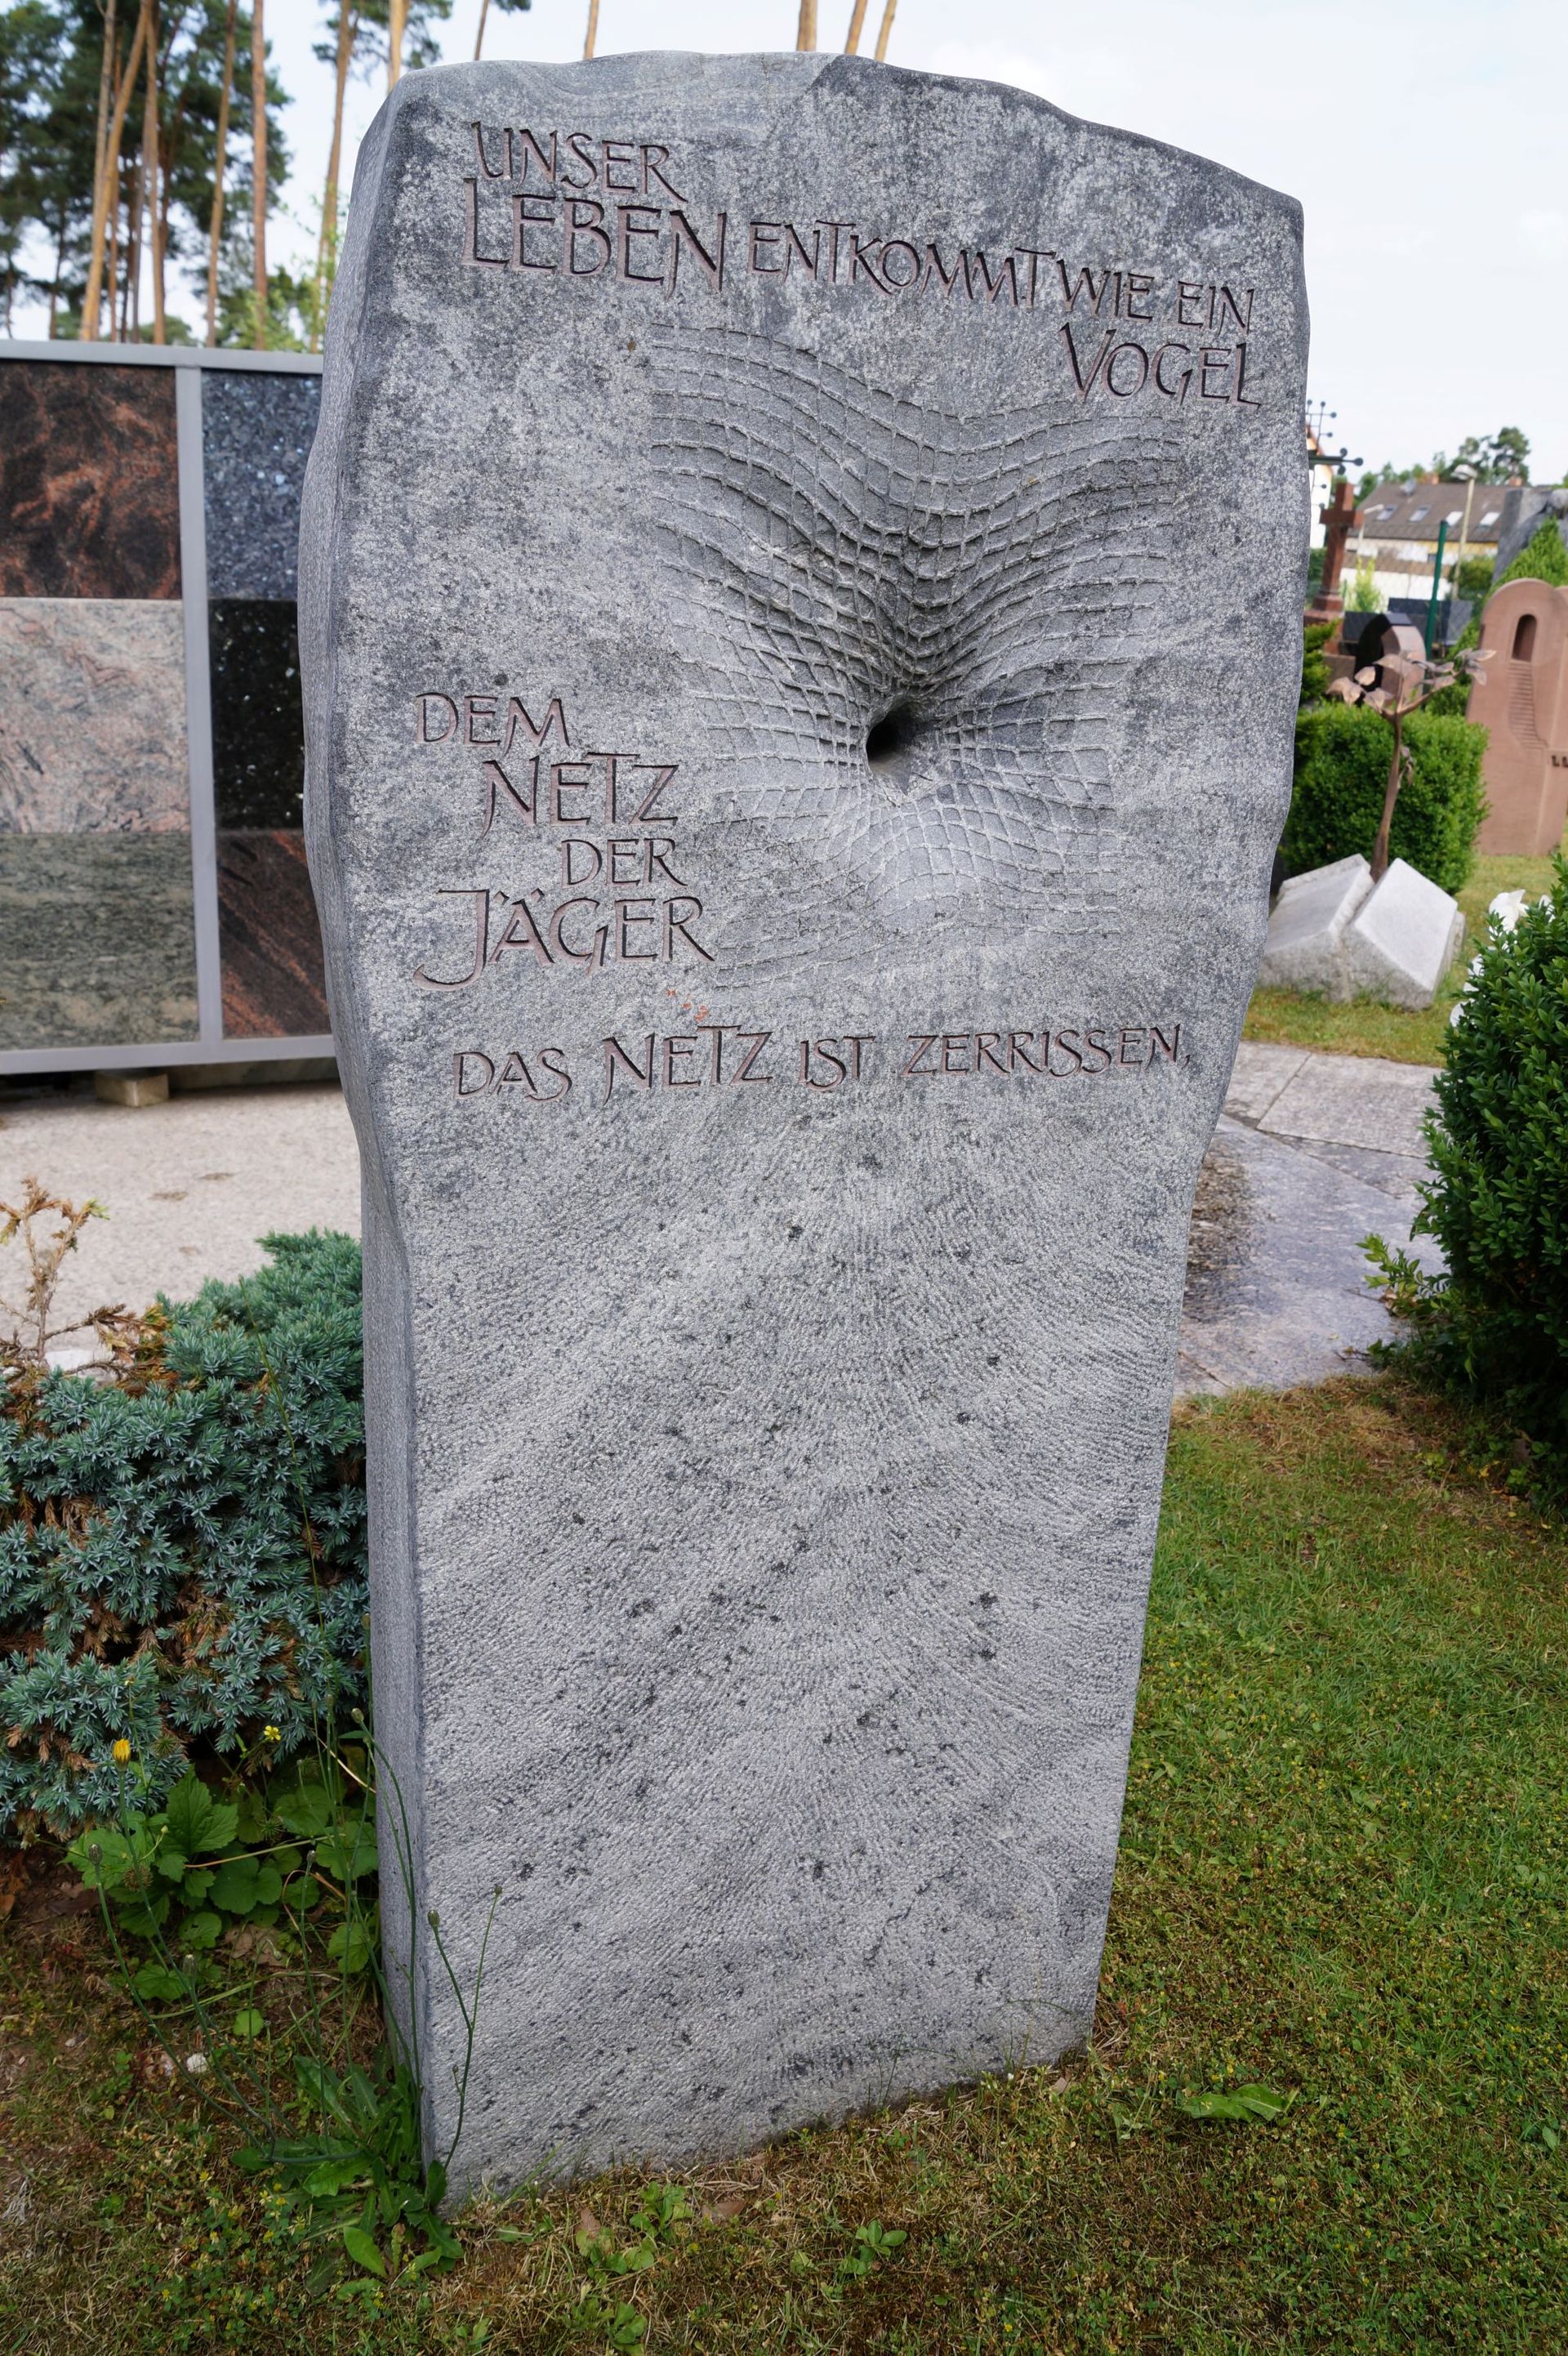 UNSER
LEBEN ENTKOMMT WIE EIN
VOGEL
DEM
NETZ
DER
JÄGER
DAS NETZ IST ZERRISSEN,